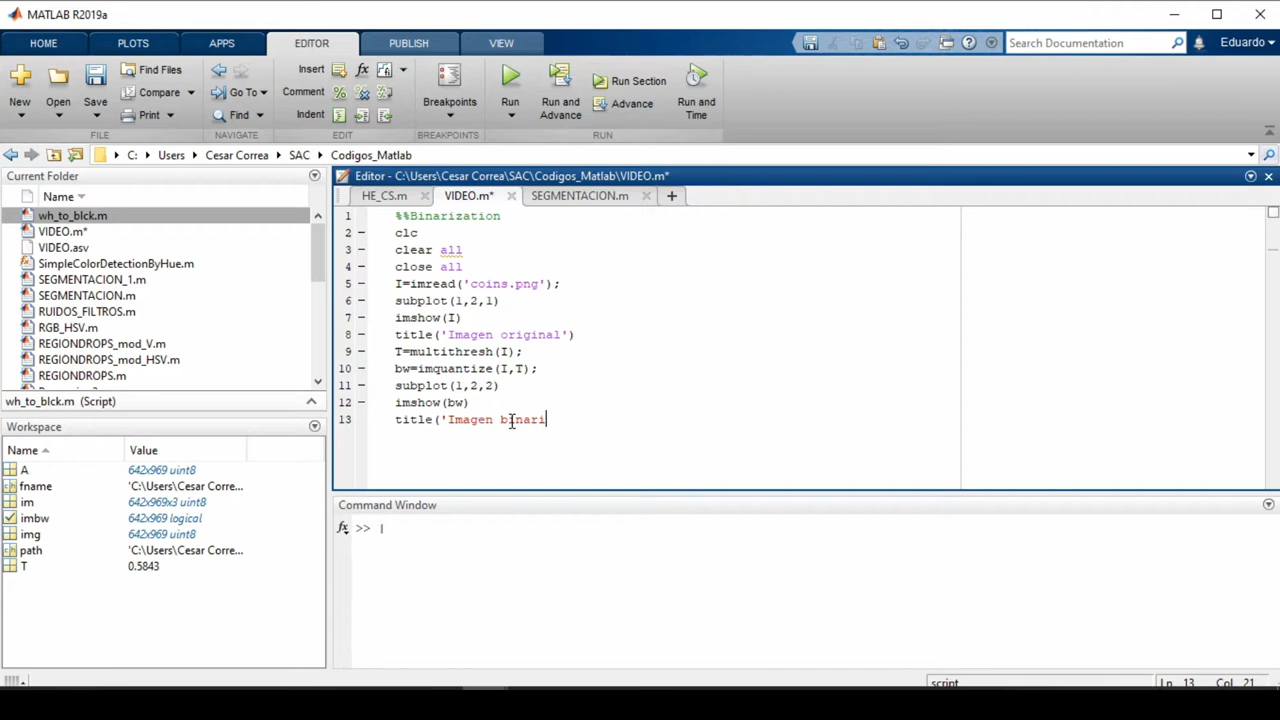 MATLAB R2019a
HOME PLOTS APPS EDITOR PUBLISH VIEW Search Documentation Eduardo
New Open Save Find Files Compare Print Go To Find Insert Comment Indent Breakpoints Run Run and Advance Run Section Advance Run and Time
FILE NAVIGATE EDIT BREAKPOINTS RUN
C: Users Cesar Correa SAC Codigos_Matlab
Current Folder
Name
wh_to_blck.m
VIDEO.m*
VIDEO.asv
SimpleColorDetectionByHue.m
SEGMENTACION_1.m
SEGMENTACION.m
RUIDOS_FILTROS.m
RGB_HSV.m
REGIONDROPS_mod_V.m
REGIONDROPS_mod_HSV.m
REGIONDROPS.m
wh_to_blck.m (Script)
Workspace
Name Value
A 642x969 uint8
fname 'C:\Users\Cesar Corre...
im 642x969x3 uint8
imbw 642x969 logical
img 642x969 uint8
path 'C:\Users\Cesar Corre...
T 0.5843
Editor - C:\Users\Cesar Correa\SAC\Codigos_Matlab\VIDEO.m*
HE_CS.m VIDEO.m* SEGMENTACION.m
1 %%Binarization
2 clc
3 clear all
4 close all
5 I=imread('coins.png');
6 subplot(1,2,1)
7 imshow(I)
8 title('Imagen original')
9 T=multithresh(I);
10 bw=imquantize(I,T);
11 subplot(1,2,2)
12 imshow(bw)
13 title('Imagen binari
Command Window
fx >>
script Ln 13 Col 21